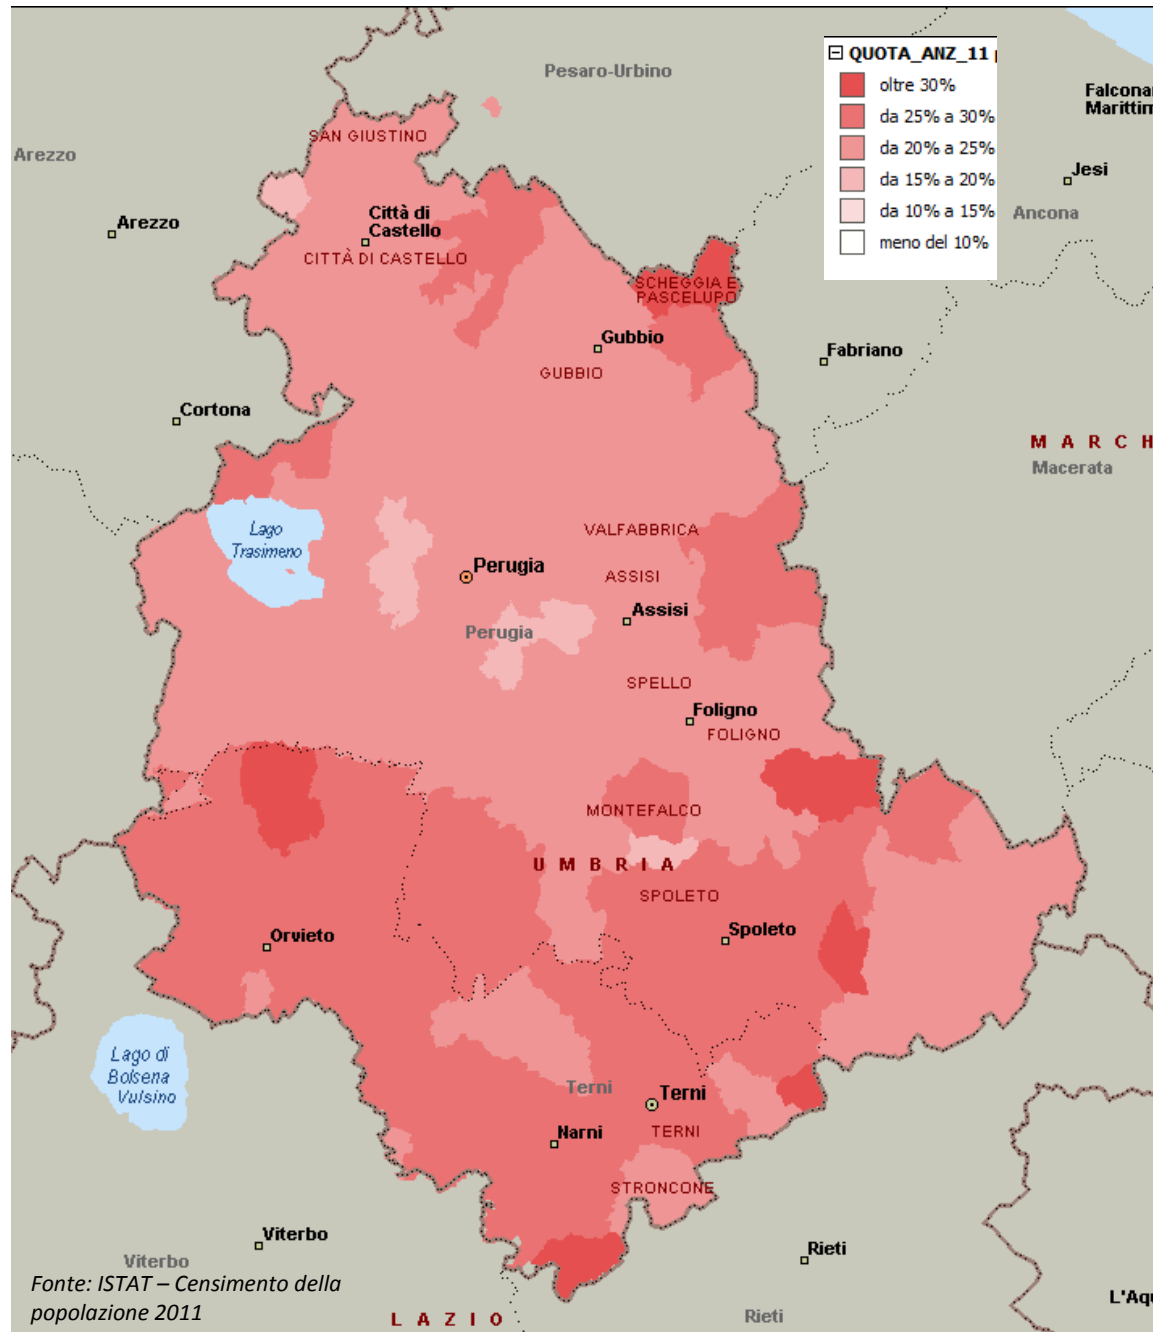 QUOTA_ANZ_11
oltre 30%
da 25% a 30%
da 20% a 25%
da 15% a 20%
da 10% a 15%
meno del 10%
Pesaro-Urbino
Falcona
Marittim
SAN GIUSTINO
Arezzo
Jesi
Ancona
Arezzo
Città di
Castello
CITTÀ DI CASTELLO
SCHEGGIA E
PASCELUPO
Gubbio
Fabriano
GUBBIO
Cortona
M A R C H
Macerata
Lago
Trasimeno
VALFABBRICA
Perugia
ASSISI
Assisi
Perugia
SPELLO
Foligno
FOLIGNO
MONTEFALCO
U M B R I A
SPOLETO
Spoleto
Orvieto
Lago di
Bolsena
Vulsino
Terni
Terni
Narni
TERNI
STRONCONE
Viterbo
Viterbo
Rieti
Fonte: ISTAT – Censimento della
popolazione 2011
L A Z I O
Rieti
L'Aqu